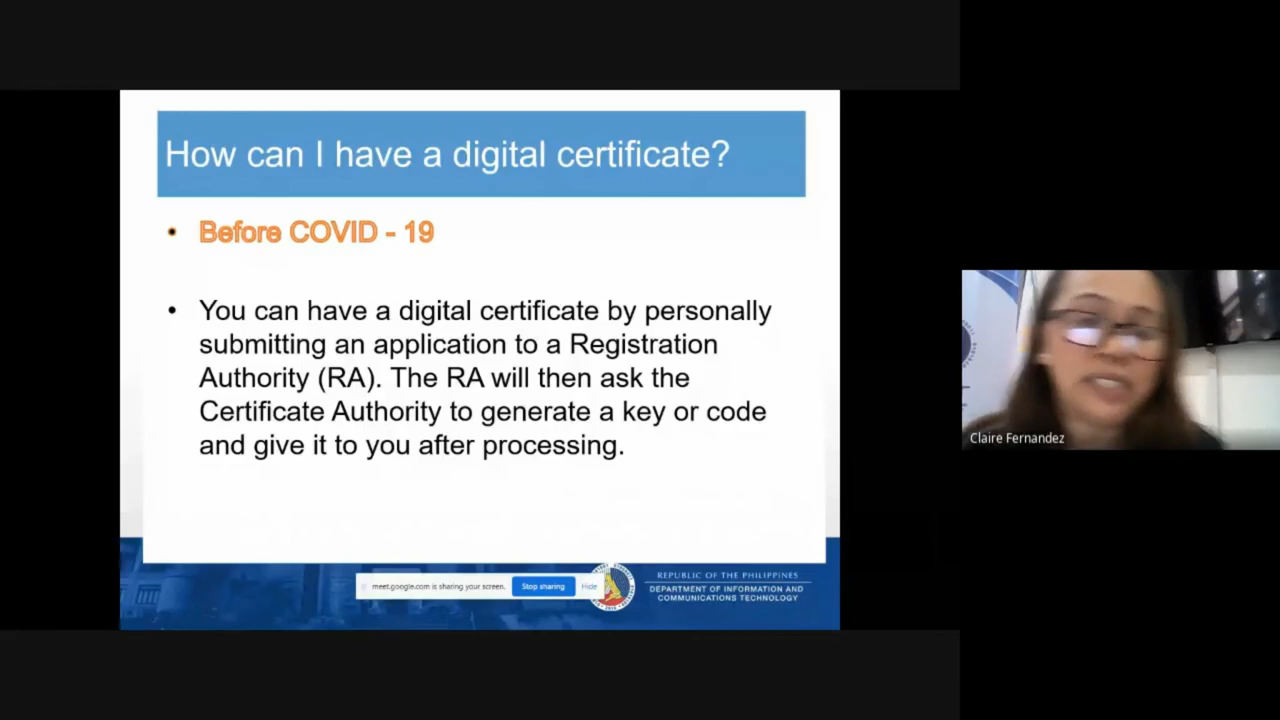 How can I have a digital certificate?
• Before COVID - 19
• You can have a digital certificate by personally
submitting an application to a Registration
Authority (RA). The RA will then ask the
Certificate Authority to generate a key or code
and give it to you after processing.
meet.google.com is sharing your screen. Stop sharing Hide
REPUBLIC OF THE PHILIPPINES
DEPARTMENT OF INFORMATION AND
COMMUNICATIONS TECHNOLOGY
Claire Fernandez